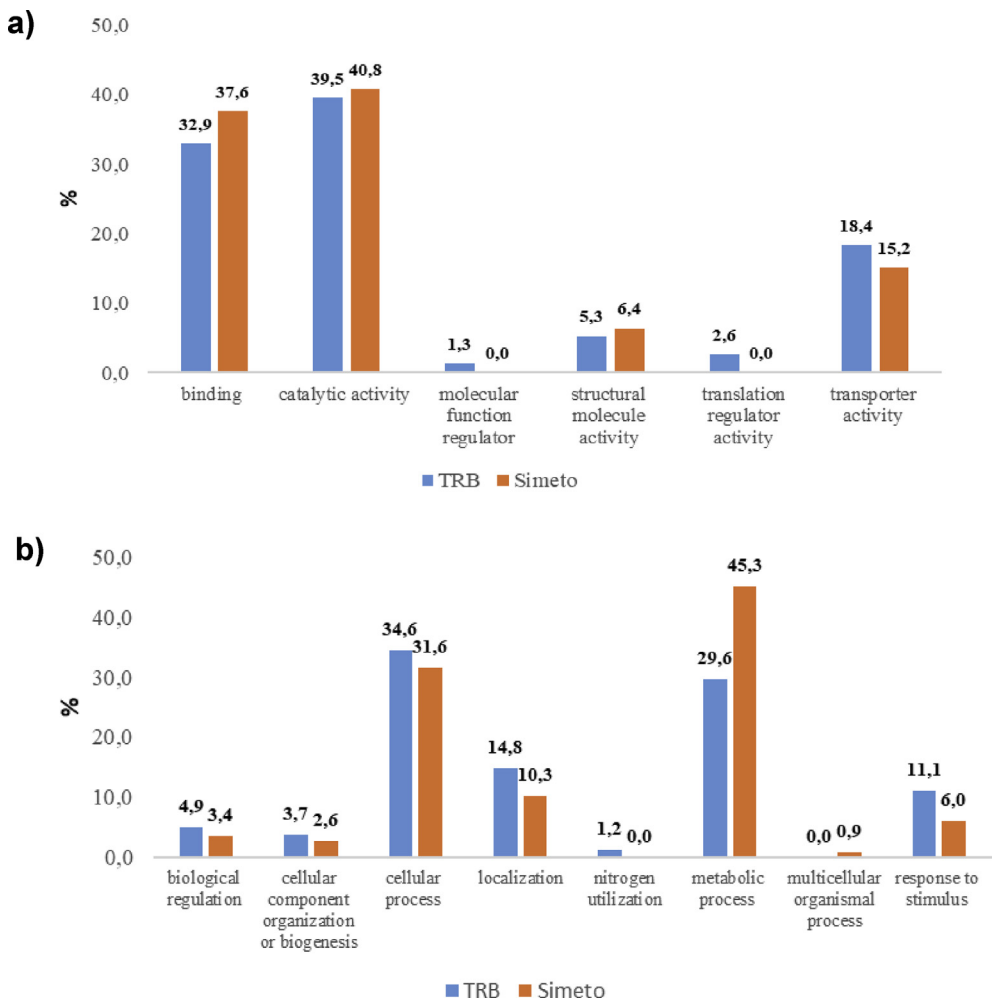 a)
50,0
40,0
30,0
20,0
10,0
0,0
%
32,9
37,6
39,5
40,8
1,3
0,0
5,3
6,4
2,6
0,0
18,4
15,2
binding
catalytic activity
molecular
function
regulator
structural
molecule
activity
translation
regulator
activity
transporter
activity
TRB
Simeto
b)
50,0
40,0
30,0
20,0
10,0
0,0
%
4,9
3,4
3,7
2,6
34,6
31,6
14,8
10,3
1,2
0,0
29,6
45,3
0,0
0,9
11,1
6,0
biological
regulation
cellular
component
organization
or biogenesis
cellular
process
localization
nitrogen
utilization
metabolic
process
multicellular
organismal
process
response to
stimulus
TRB
Simeto